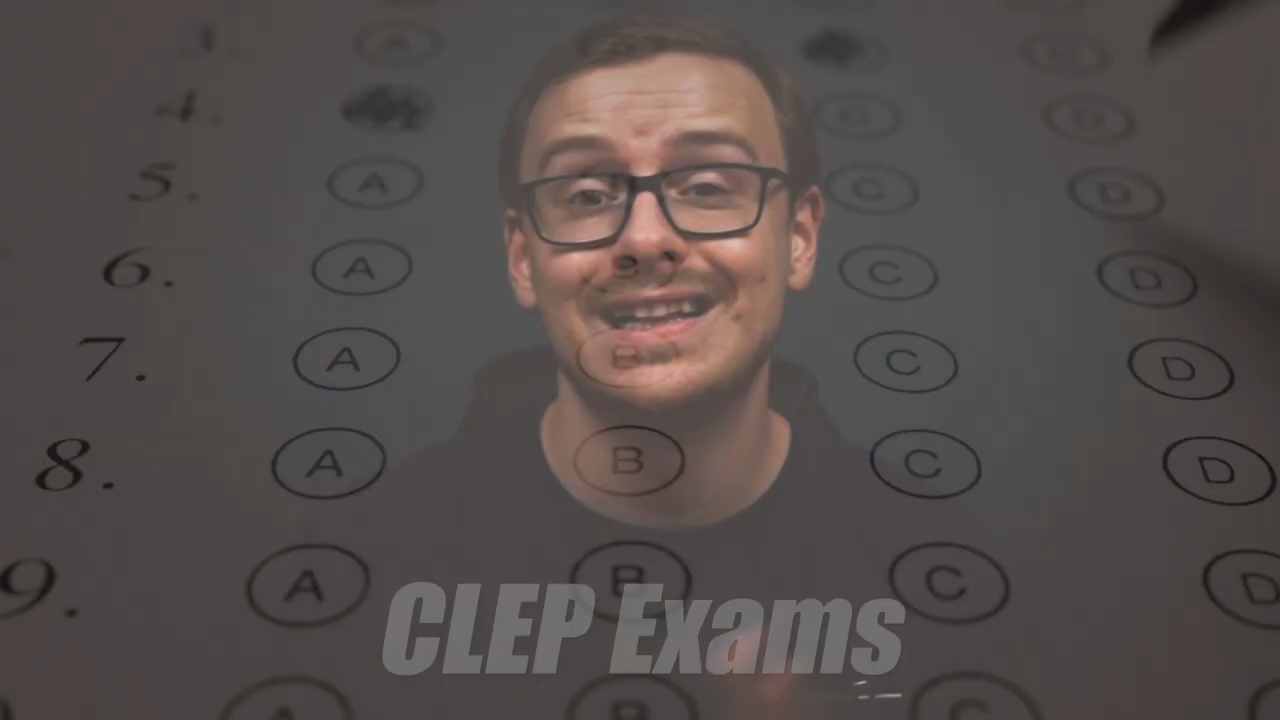 3. A D
4. C D
5. A C D
6. A B C D
7. A B C D
8. A B C D
9. A B C D
CLEP Exams
A B C